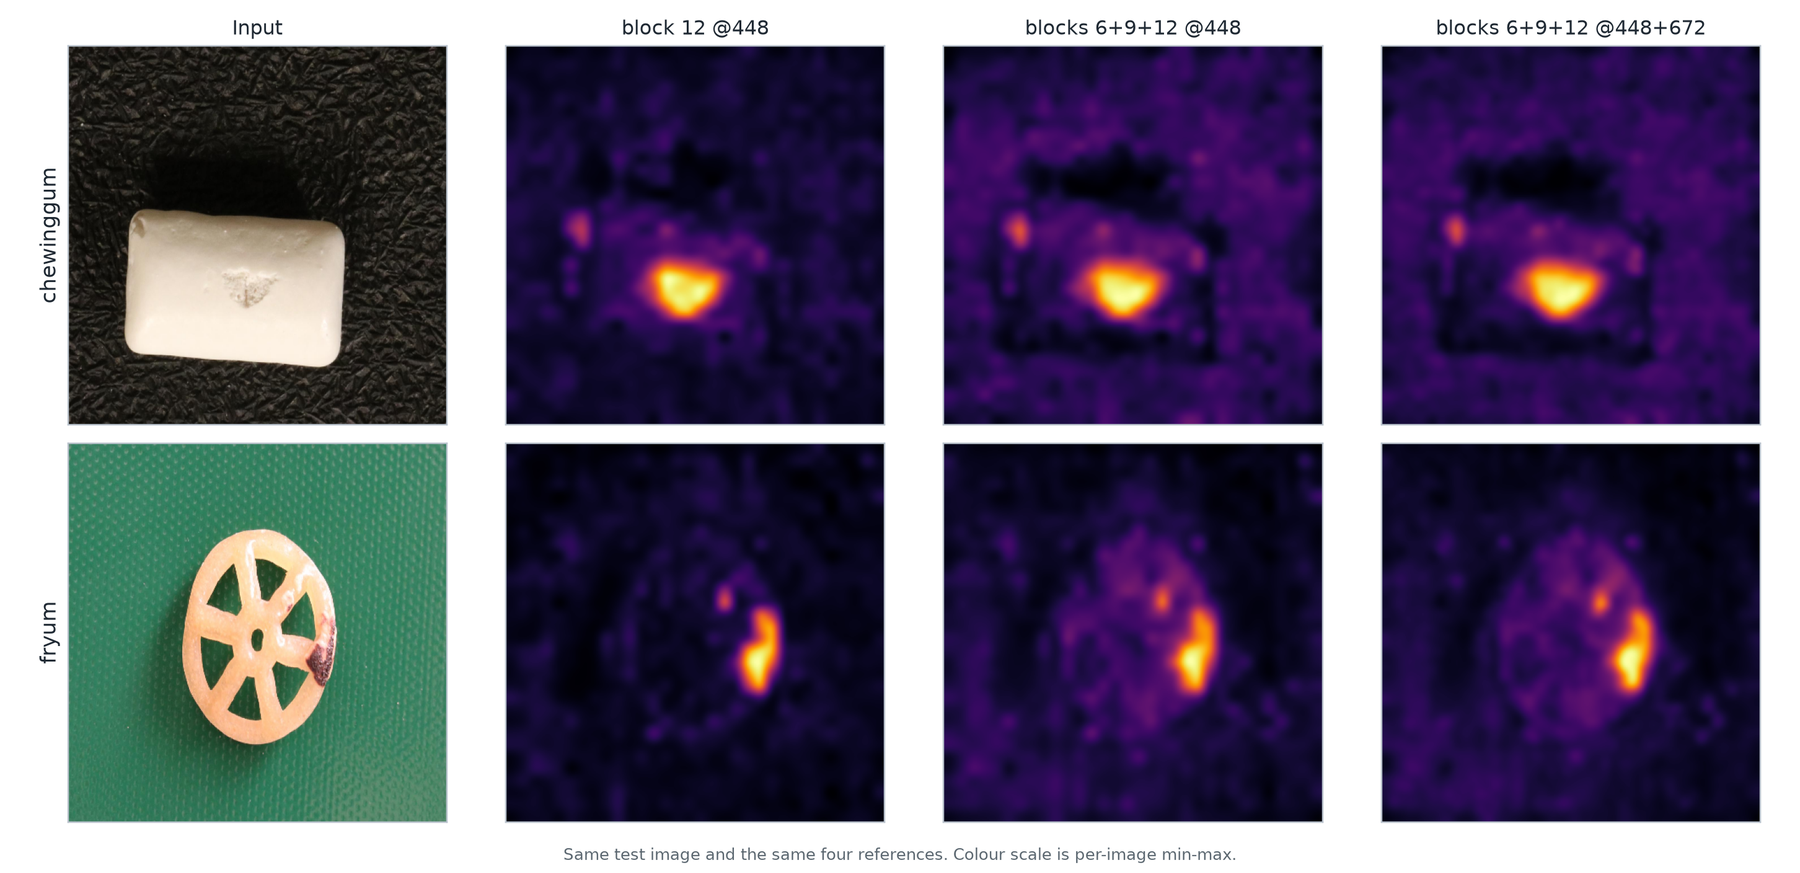 Input
block 12 @448
blocks 6+9+12 @448
blocks 6+9+12 @448+672
chewinggum
fryum
Same test image and the same four references. Colour scale is per-image min-max.